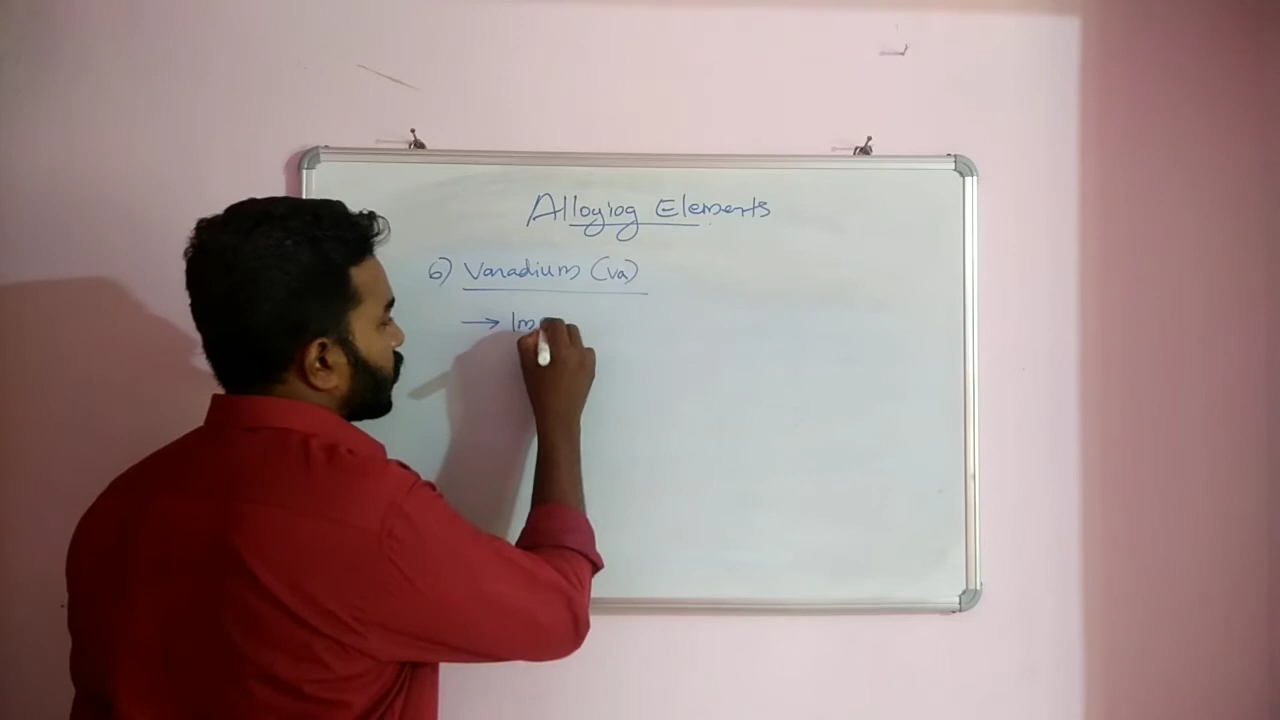 Alloying Elements
6) Vanadium (Va)
→ Im